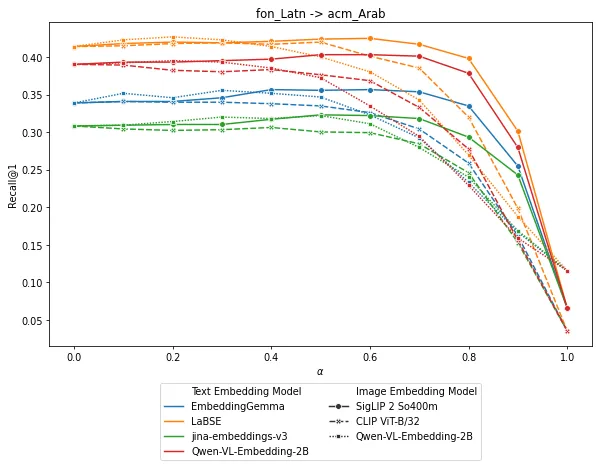 fon_Latn -> acm_Arab
Recall@1
0.40
0.35
0.30
0.25
0.20
0.15
0.10
0.05
0.0 0.2 0.4 0.6 0.8 1.0
α
Text Embedding Model Image Embedding Model
EmbeddingGemma SigLIP 2 So400m
LaBSE CLIP ViT-B/32
jina-embeddings-v3 Qwen-VL-Embedding-2B
Qwen-VL-Embedding-2B